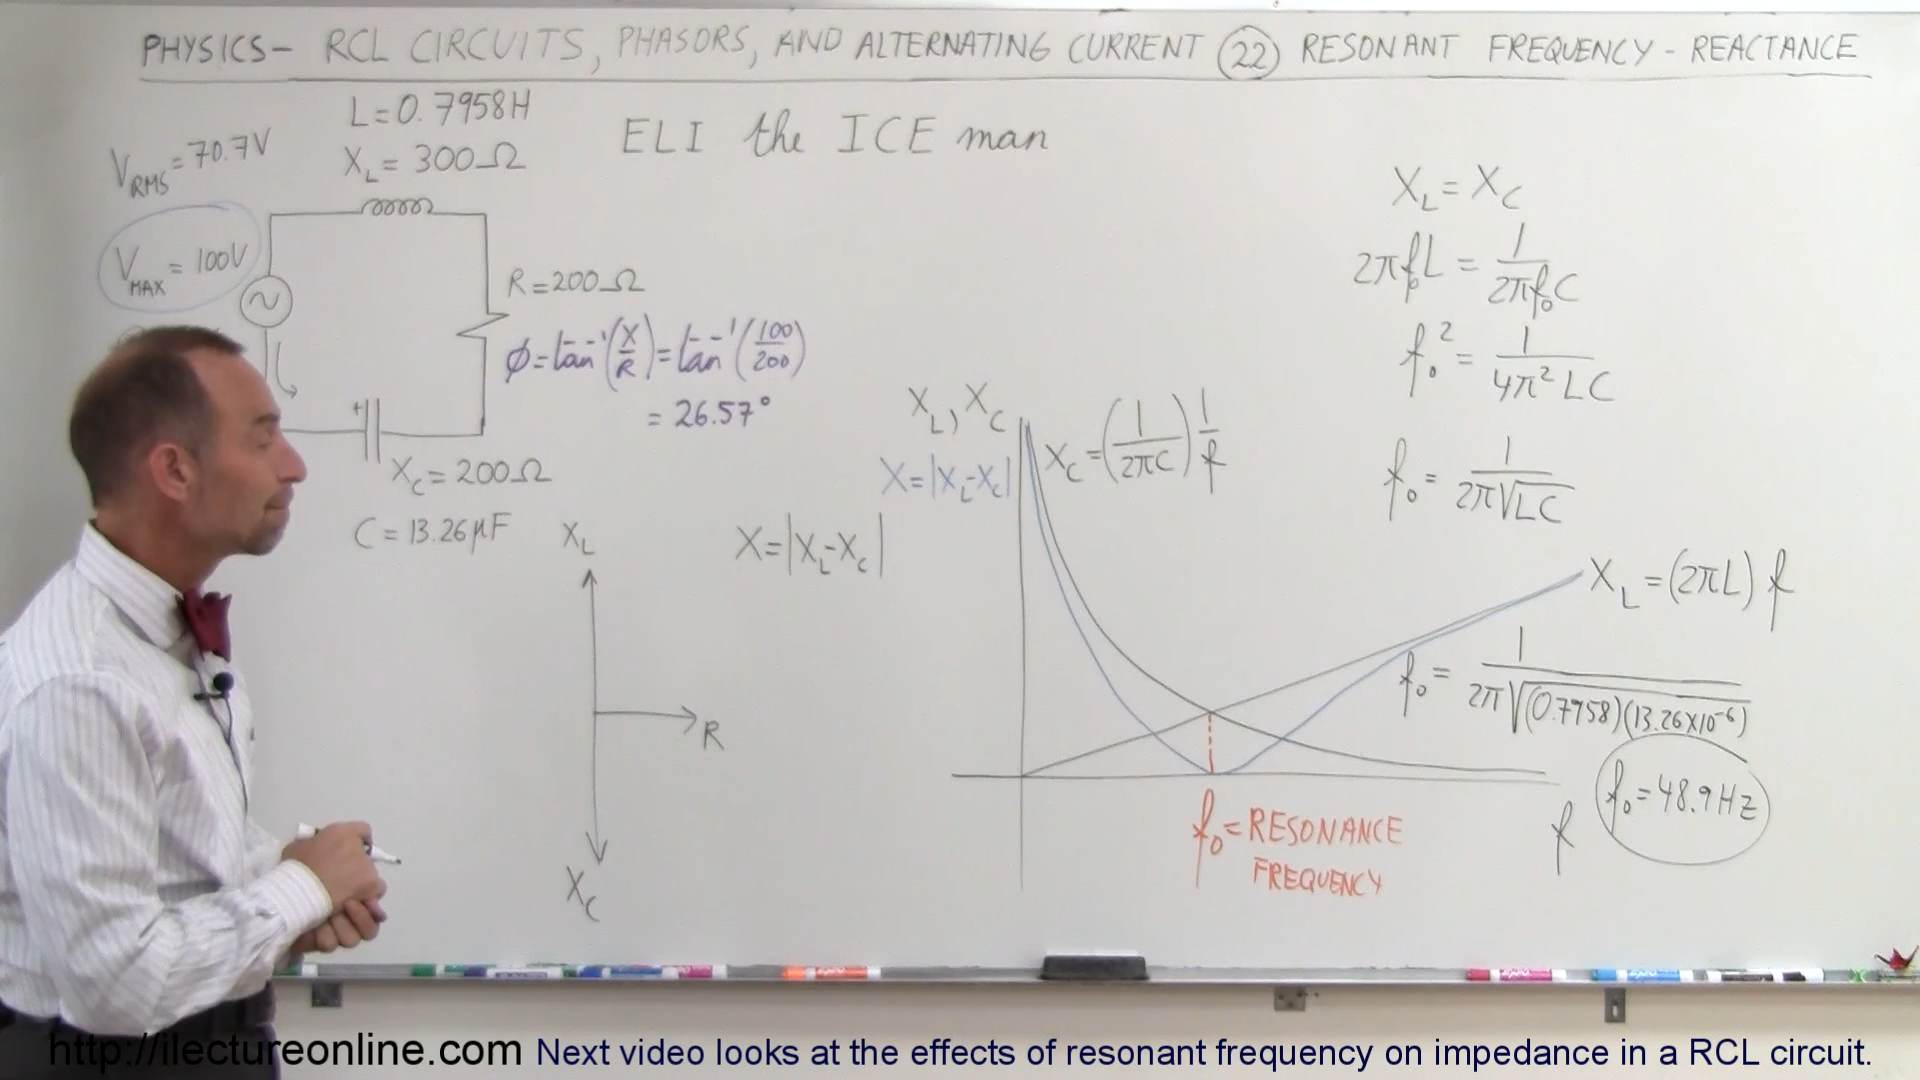 PHYSICS- RCL CIRCUITS, PHASORS, AND ALTERNATING CURRENT (22) RESONANT FREQUENCY - REACTANCE
L=0.7958H
X_L = 300Ω
V_RMS = 70.7V
V_MAX = 100V
R=200Ω
φ=tan⁻¹(X/R)=tan⁻¹(100/200)
= 26.57°
X_C = 200Ω
C = 13.26μF
ELI the ICE man
X_L
R
X_C
X=|X_L-X_C|
X_L, X_C
X=|X_L-X_C|
X_C=(1/2πC) 1/f
X_L = X_C
2πf₀L = 1/2πf₀C
f₀² = 1/4π²LC
f₀ = 1/2π√LC
X_L = (2πL) f
f₀ = 1/2π√(0.7958)(13.26×10⁻⁶)
f₀=48.9Hz
f
f₀ = RESONANCE
FREQUENCY
http://ilectureonline.com Next video looks at the effects of resonant frequency on impedance in a RCL circuit.